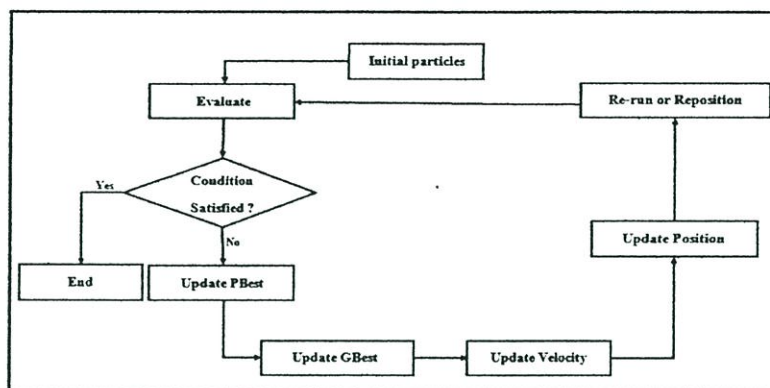 Initial particles
Evaluate
Re-run or Reposition
Yes
Condition
Satisfied ?
No
Update Position
End
Update PBest
Update GBest
Update Velocity